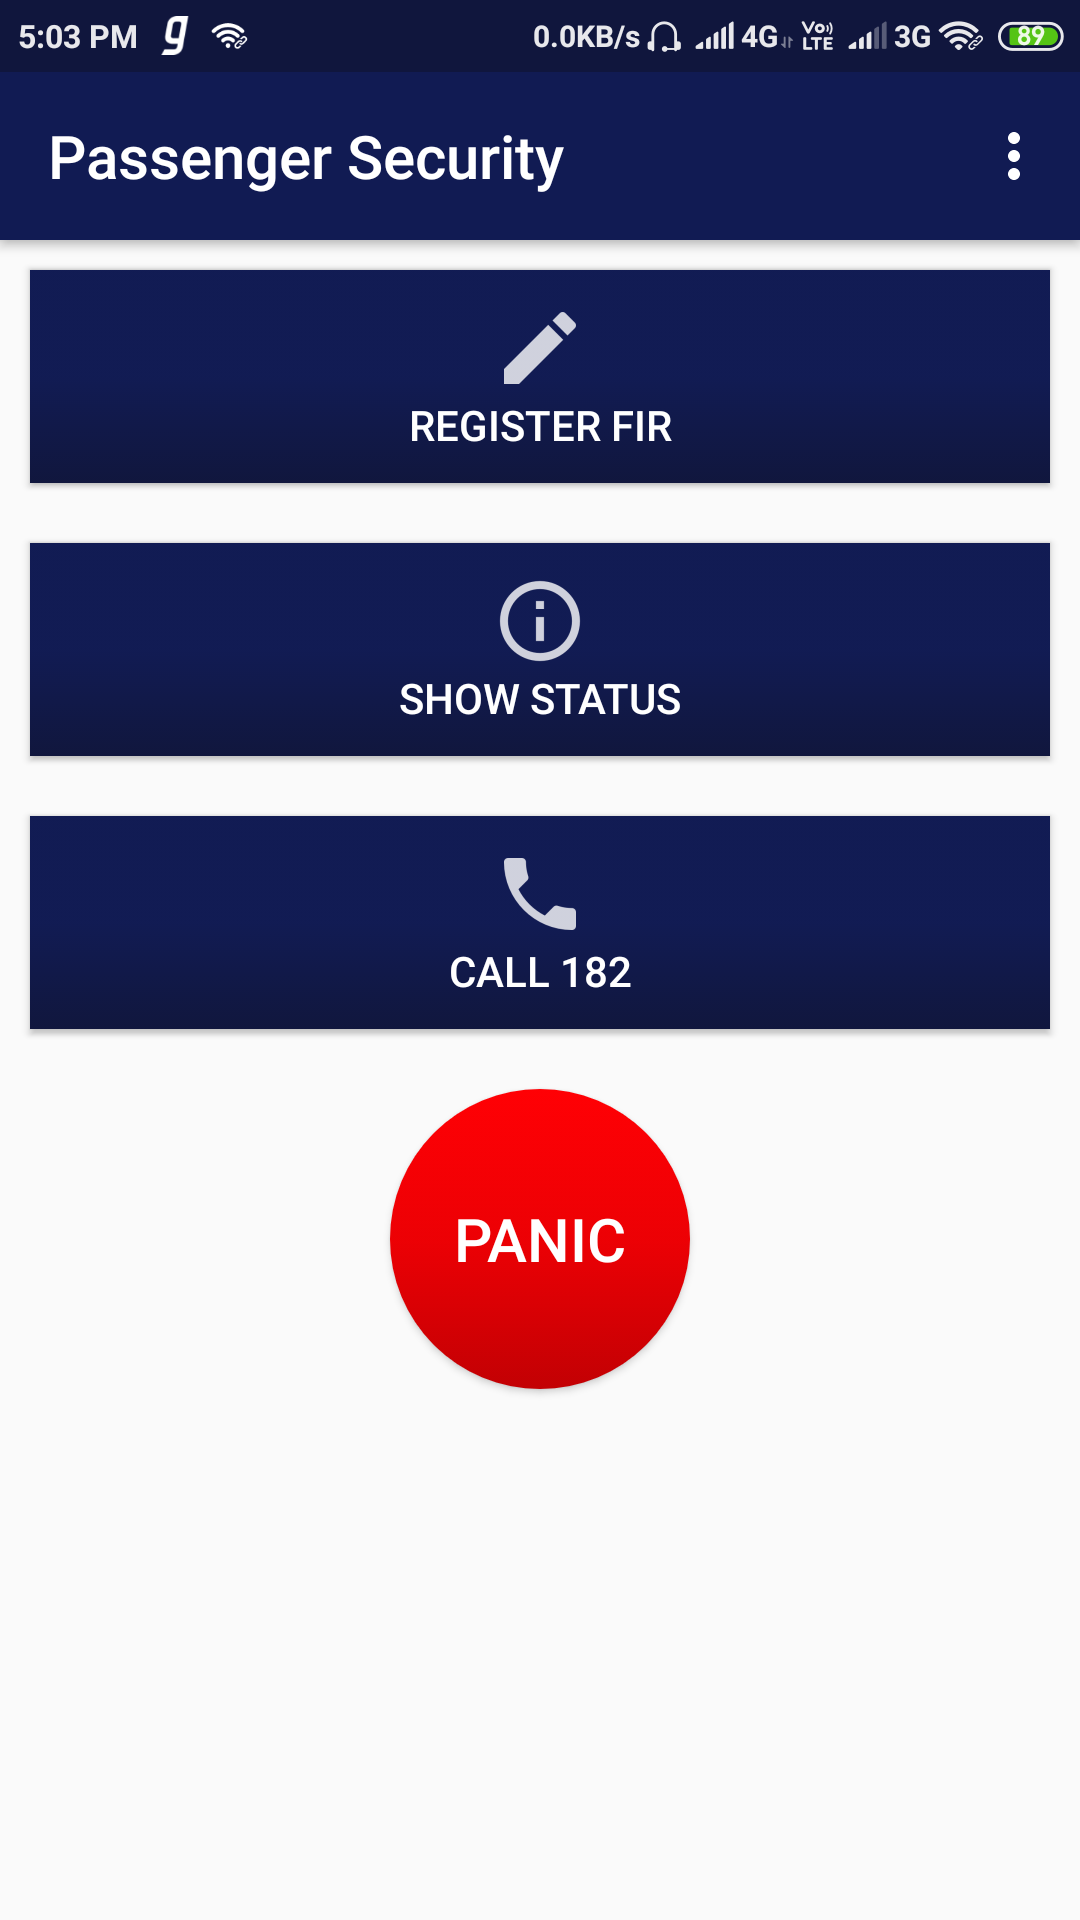 5:03 PM g 0.0KB/s 4G Vo) LTE 3G 89
Passenger Security
REGISTER FIR
SHOW STATUS
CALL 182
PANIC